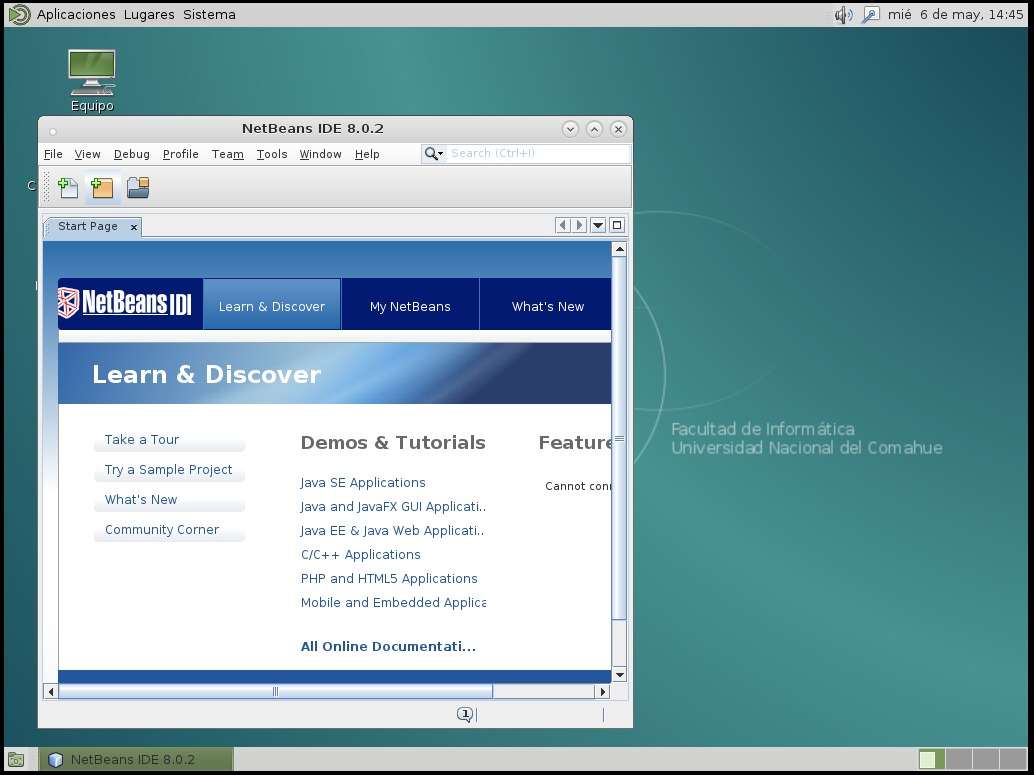 Aplicaciones Lugares Sistema
mié 6 de may, 14:45
Equipo
NetBeans IDE 8.0.2
File View Debug Profile Team Tools Window Help
Search (Ctrl+I)
C
Start Page
NetBeans ID
Learn & Discover
My NetBeans
What's New
Learn & Discover
Take a Tour
Try a Sample Project
What's New
Community Corner
Demos & Tutorials
Java SE Applications
Java and JavaFX GUI Applicati..
Java EE & Java Web Applicati..
C/C++ Applications
PHP and HTML5 Applications
Mobile and Embedded Applica
All Online Documentati...
Feature
Cannot conn
Facultad de Informática
Universidad Nacional del Comahue
1
NetBeans IDE 8.0.2